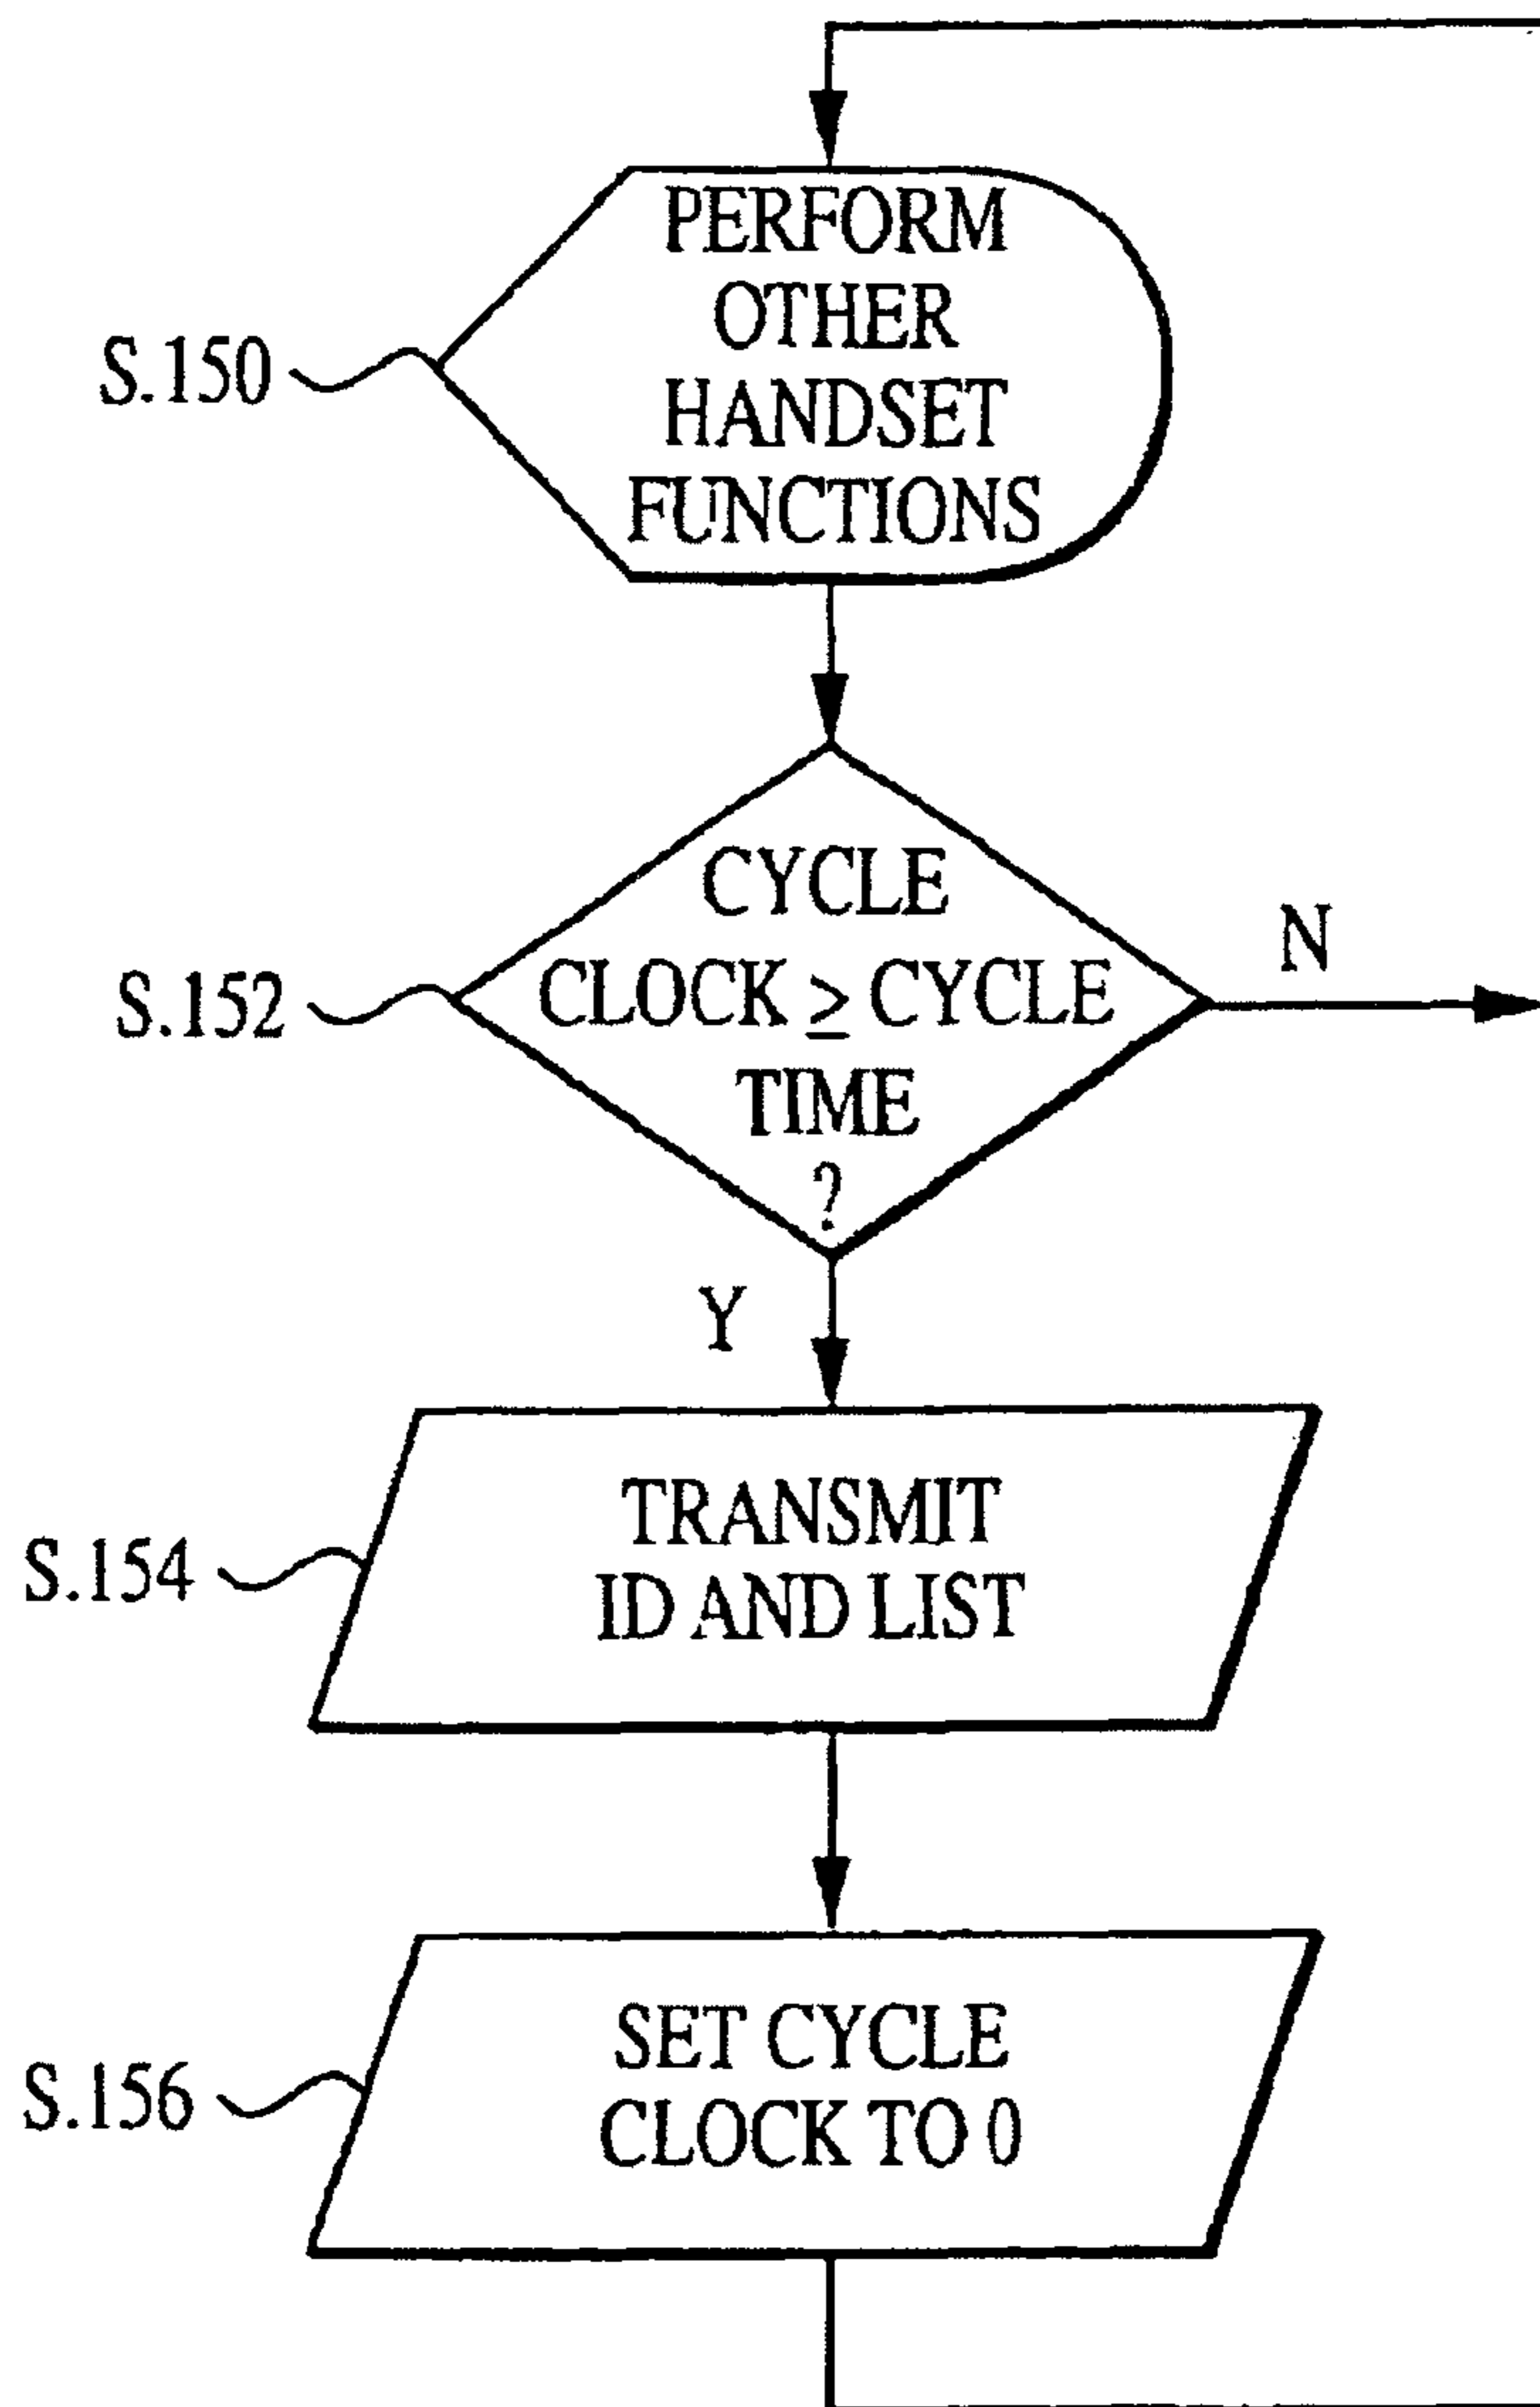 PERFORM
OTHER
HANDSET
FUNCTIONS
S.150
CYCLE
CLOCK ≥ CYCLE
TIME
?
S.152
N
Y
TRANSMIT
ID AND LIST
S.154
SET CYCLE
CLOCK TO 0
S.156